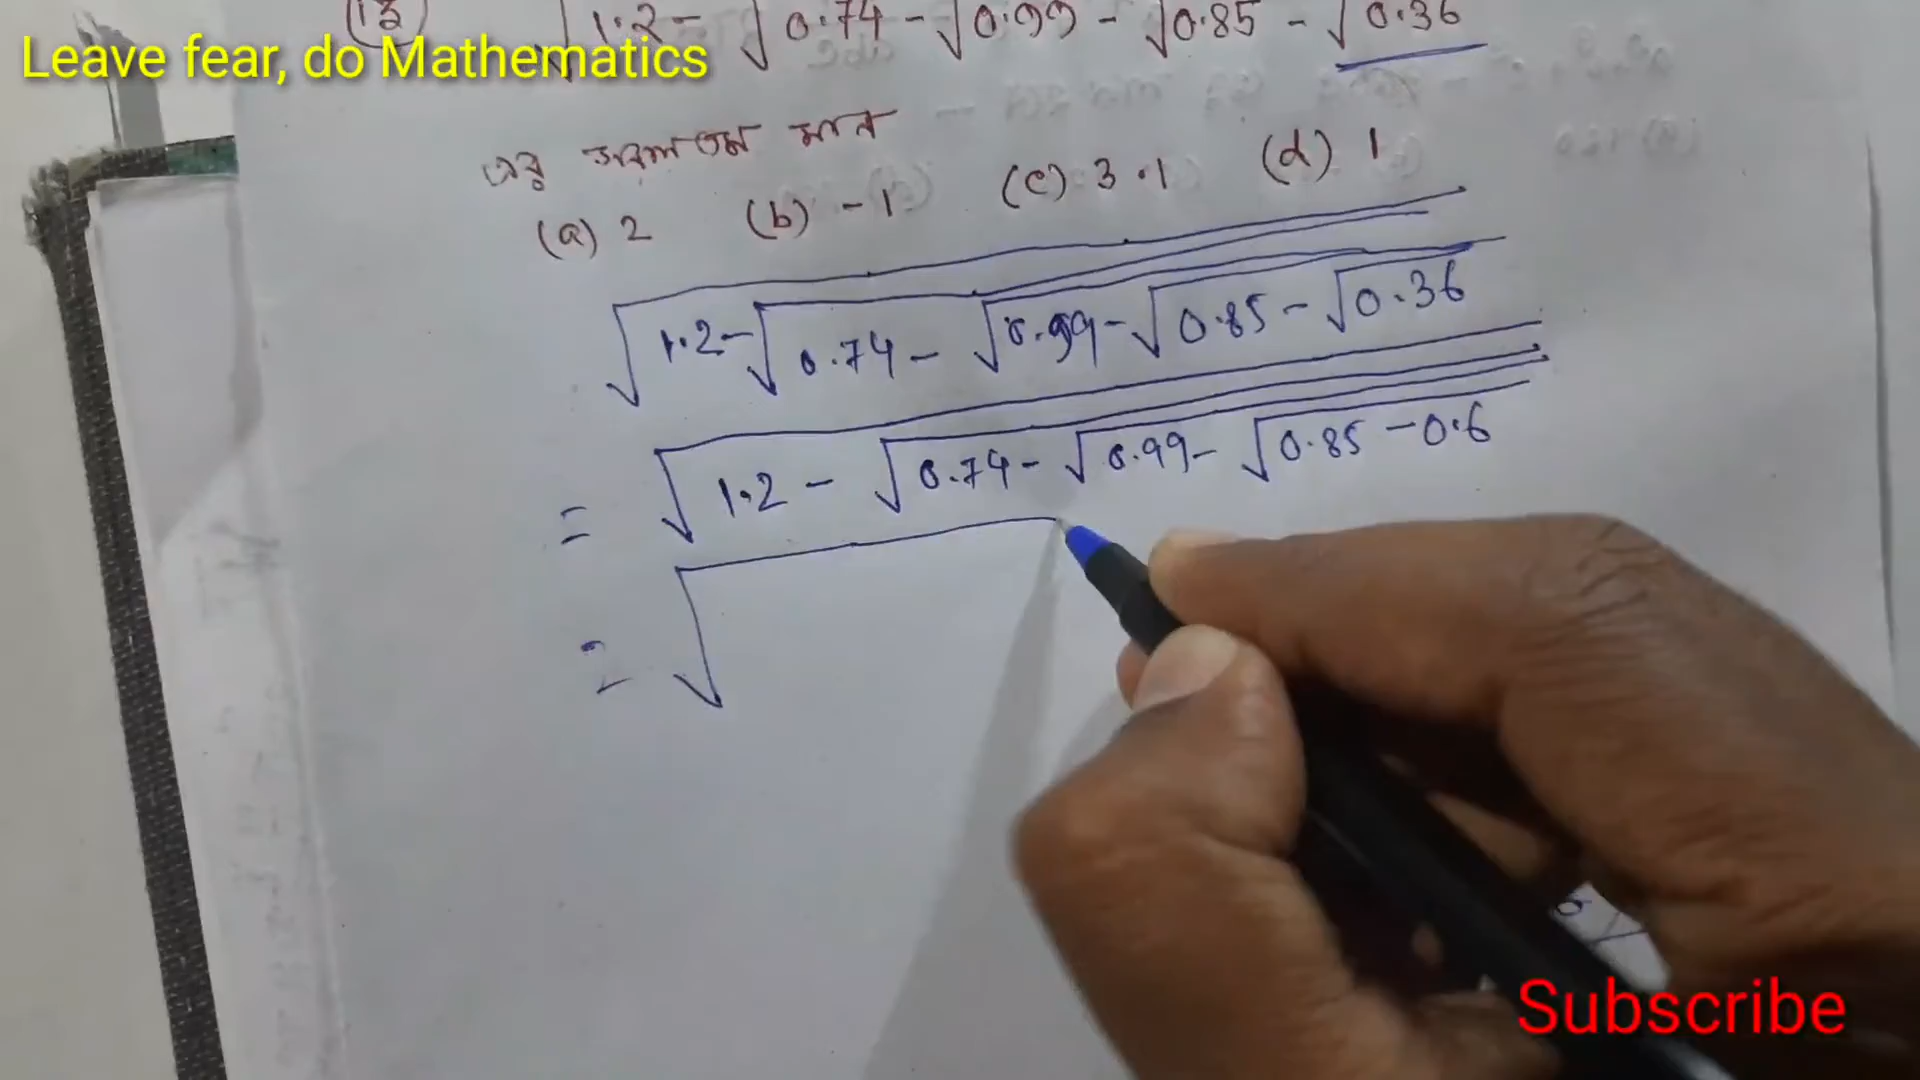 Leave fear, do Mathematics
√1.2 - √0.74 - √0.99 - √0.85 - √0.36
এর সরলতম মান
(a) 2 (b) -1 (c) 3.1 (d) 1
√1.2 - √0.74 - √0.99 - √0.85 - √0.36
= √1.2 - √0.74 - √0.99 - √0.85 - 0.6
= √
Subscribe